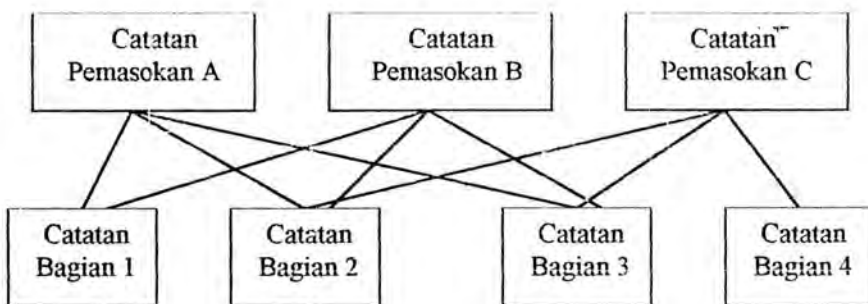 Catatan
Pemasokan A
Catatan
Pemasokan B
Catatan
Pemasokan C
Catatan
Bagian 1
Catatan
Bagian 2
Catatan
Bagian 3
Catatan
Bagian 4